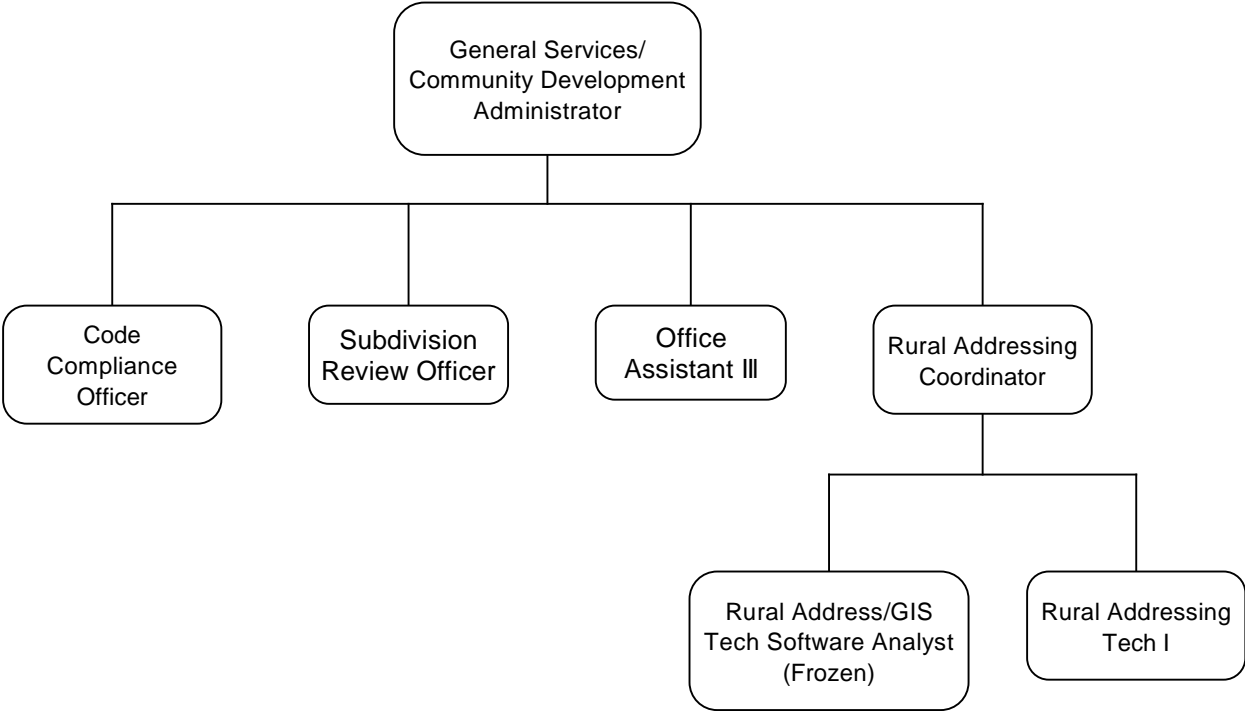 General Services/
Community Development
Administrator
Code
Compliance
Officer
Subdivision
Review Officer
Office
Assistant III
Rural Addressing
Coordinator
Rural Address/GIS
Tech Software Analyst
(Frozen)
Rural Addressing
Tech I